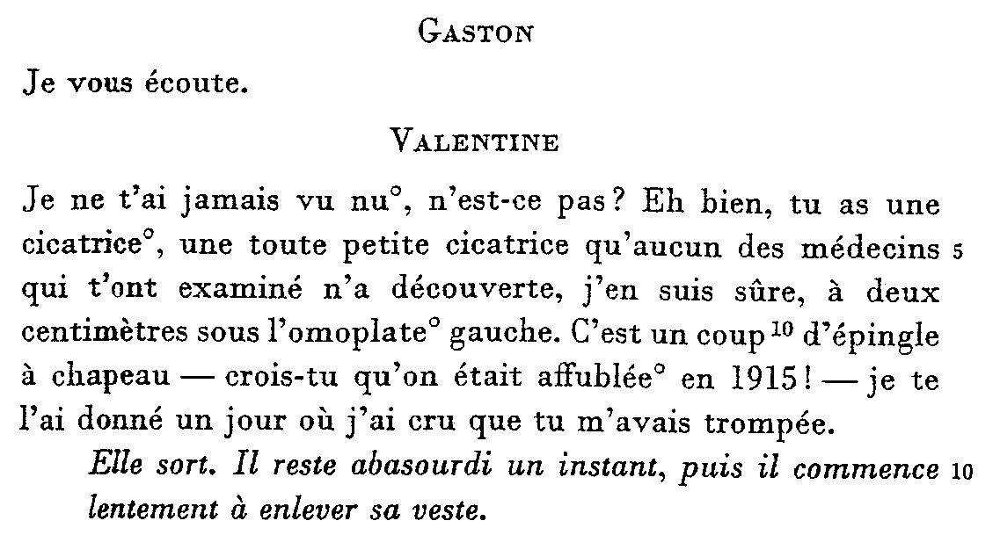 GASTON
Je vous écoute.
VALENTINE
Je ne t'ai jamais vu nu°, n'est-ce pas? Eh bien, tu as une
cicatrice°, une toute petite cicatrice qu'aucun des médecins 5
qui t'ont examiné n'a découverte, j'en suis sûre, à deux
centimètres sous l'omoplate° gauche. C'est un coup¹⁰ d'épingle
à chapeau — crois-tu qu'on était affublée° en 1915! — je te
l'ai donné un jour où j'ai cru que tu m'avais trompée.
Elle sort. Il reste abasourdi un instant, puis il commence 10
lentement à enlever sa veste.